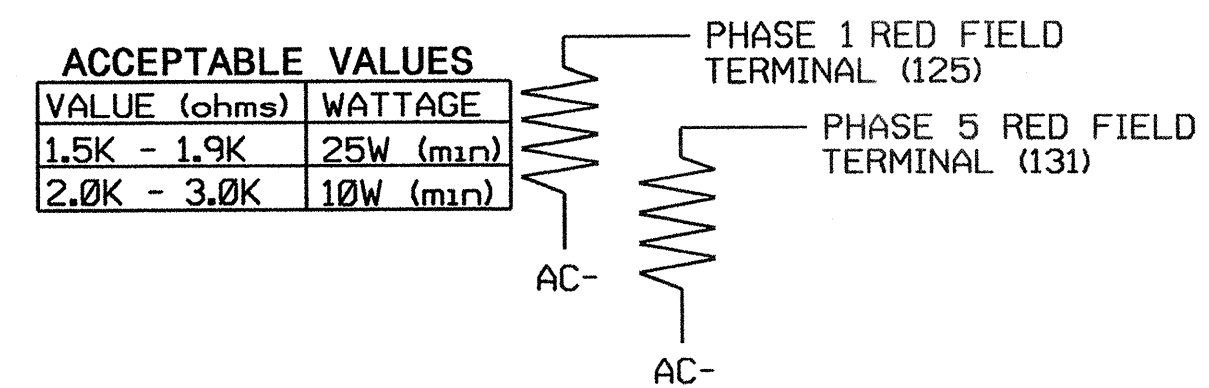 ACCEPTABLE VALUES
VALUE (ohms) WATTAGE
1.5K - 1.9K 25W (min)
2.0K - 3.0K 10W (min)
PHASE 1 RED FIELD
TERMINAL (125)
AC-
PHASE 5 RED FIELD
TERMINAL (131)
AC-